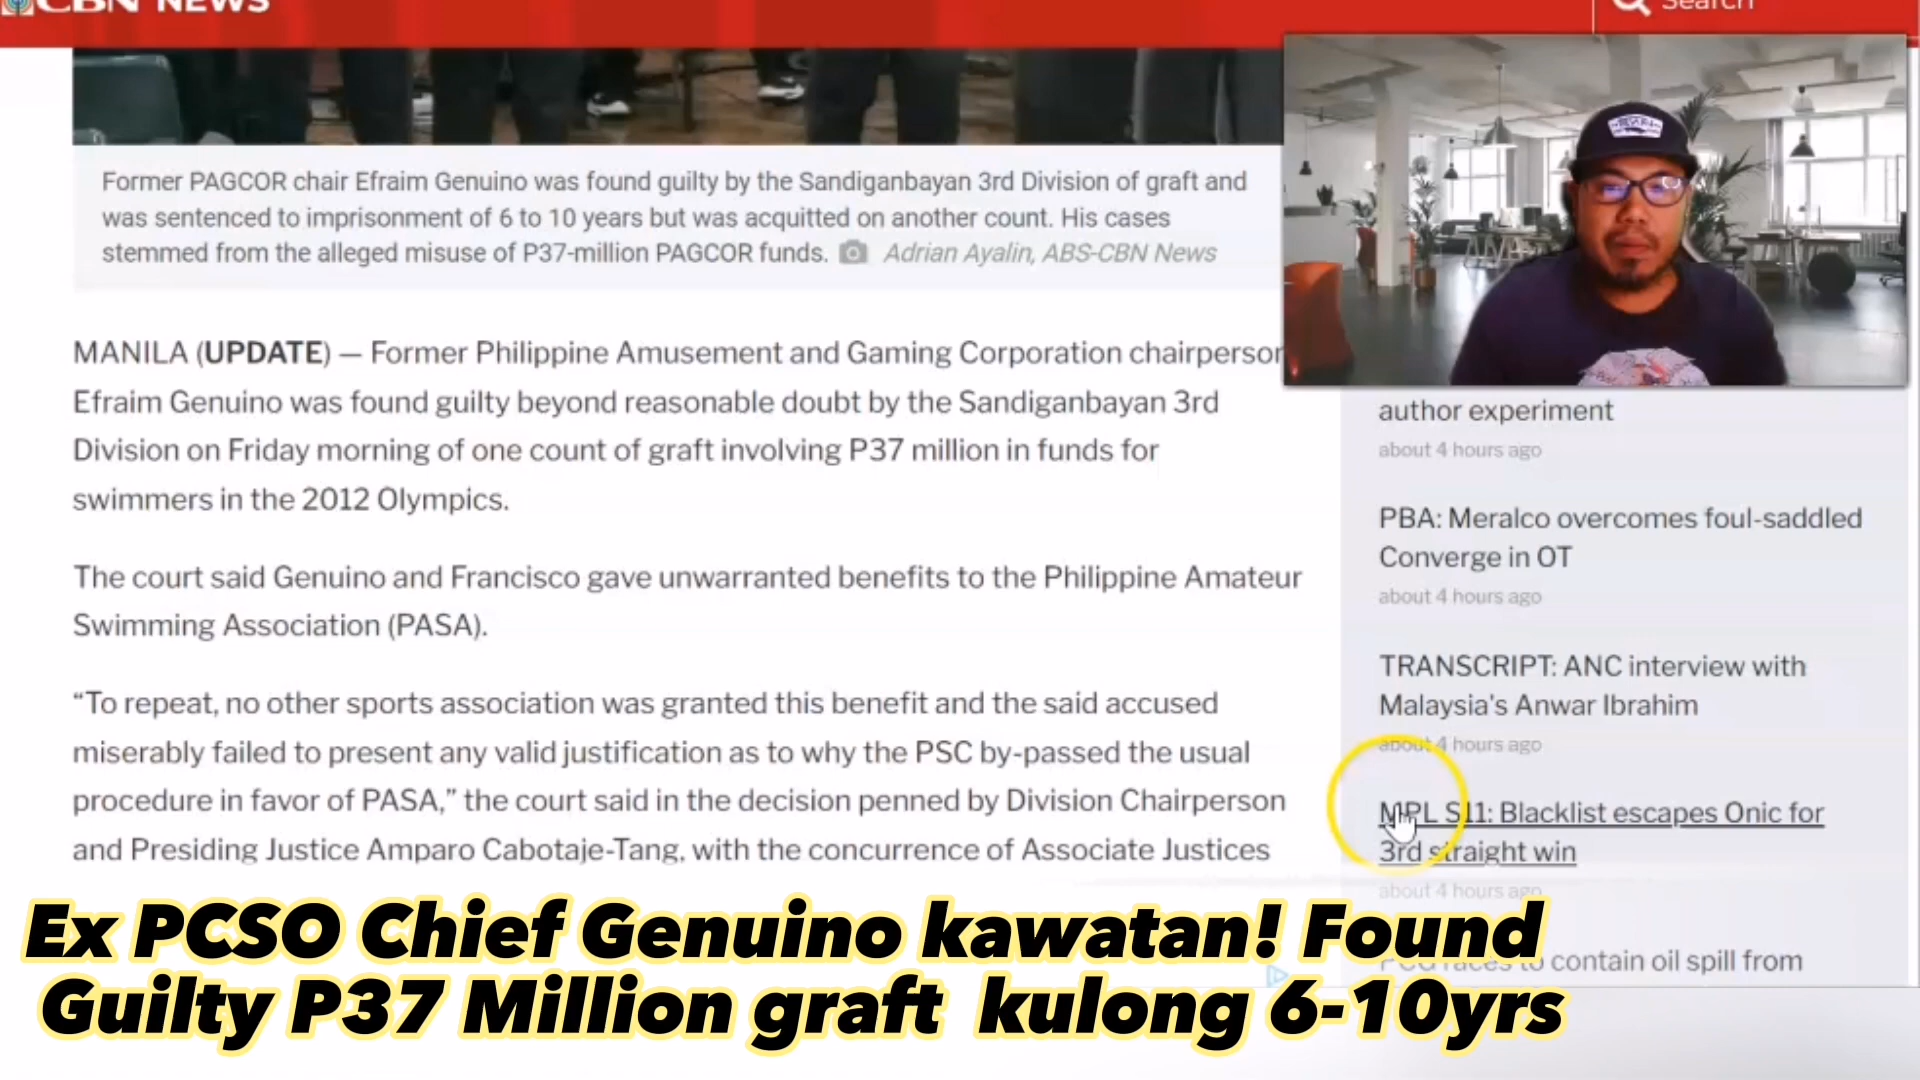 CBN NEWS
Search
Former PAGCOR chair Efraim Genuino was found guilty by the Sandiganbayan 3rd Division of graft and
was sentenced to imprisonment of 6 to 10 years but was acquitted on another count. His cases
stemmed from the alleged misuse of P37-million PAGCOR funds. Adrian Ayalin, ABS-CBN News
MANILA (UPDATE) — Former Philippine Amusement and Gaming Corporation chairperson
Efraim Genuino was found guilty beyond reasonable doubt by the Sandiganbayan 3rd
Division on Friday morning of one count of graft involving P37 million in funds for
swimmers in the 2012 Olympics.
The court said Genuino and Francisco gave unwarranted benefits to the Philippine Amateur
Swimming Association (PASA).
“To repeat, no other sports association was granted this benefit and the said accused
miserably failed to present any valid justification as to why the PSC by-passed the usual
procedure in favor of PASA,” the court said in the decision penned by Division Chairperson
and Presiding Justice Amparo Cabotaje-Tang, with the concurrence of Associate Justices
author experiment
about 4 hours ago
PBA: Meralco overcomes foul-saddled
Converge in OT
about 4 hours ago
TRANSCRIPT: ANC interview with
Malaysia's Anwar Ibrahim
about 4 hours ago
MPL S11: Blacklist escapes Onic for
3rd straight win
about 4 hours ago
PCG races to contain oil spill from
Ex PCSO Chief Genuino kawatan! Found
Guilty P37 Million graft kulong 6-10yrs